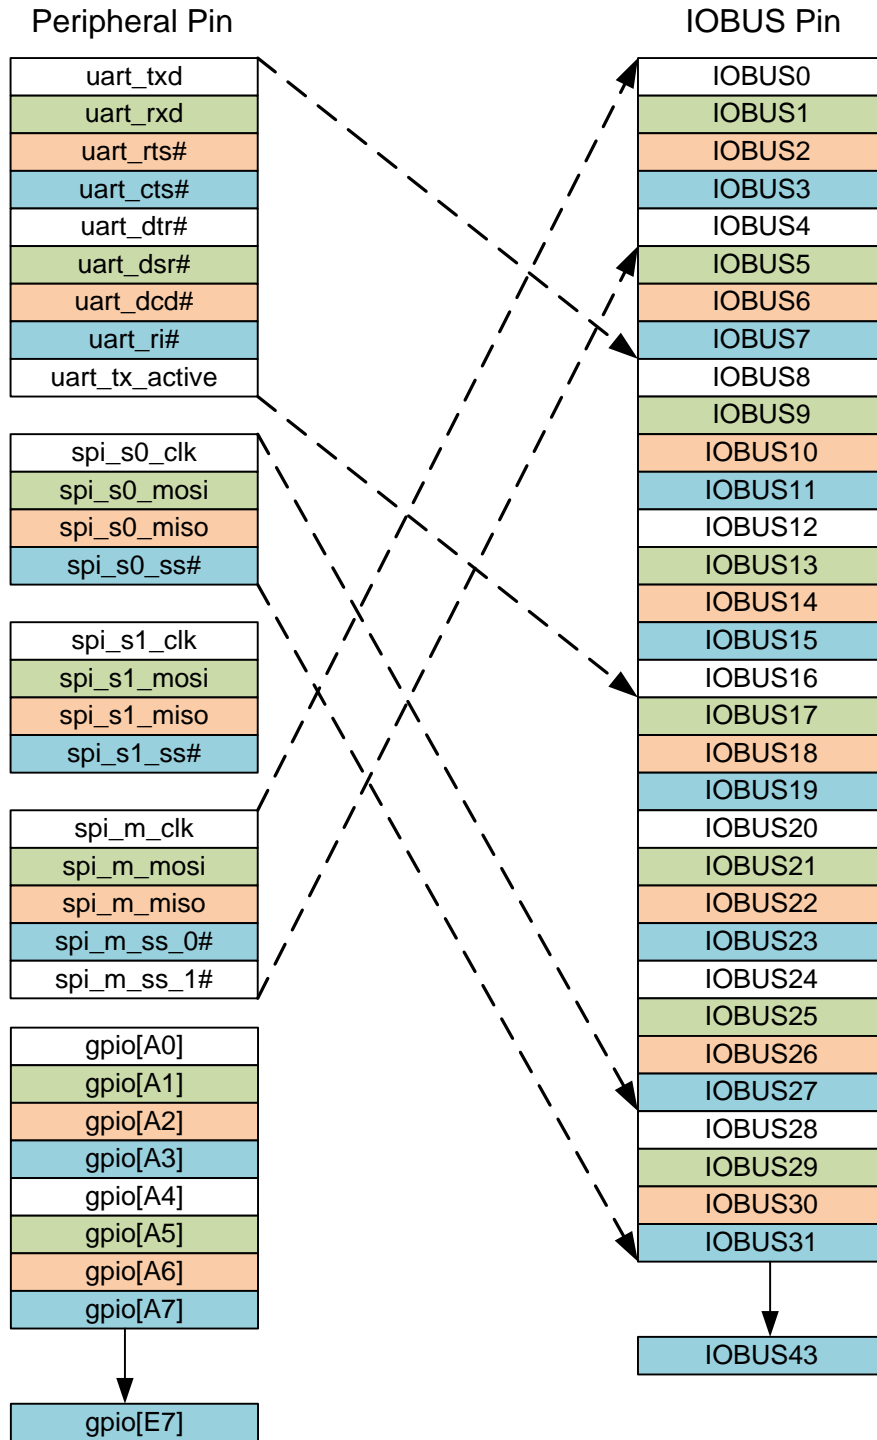 Peripheral Pin
uart_txd
uart_rxd
uart_rts#
uart_cts#
uart_dtr#
uart_dsr#
uart_dcd#
uart_ri#
uart_tx_active
spi_s0_clk
spi_s0_mosi
spi_s0_miso
spi_s0_ss#
spi_s1_clk
spi_s1_mosi
spi_s1_miso
spi_s1_ss#
spi_m_clk
spi_m_mosi
spi_m_miso
spi_m_ss_0#
spi_m_ss_1#
gpio[A0]
gpio[A1]
gpio[A2]
gpio[A3]
gpio[A4]
gpio[A5]
gpio[A6]
gpio[A7]
gpio[E7]
IOBUS Pin
IOBUS0
IOBUS1
IOBUS2
IOBUS3
IOBUS4
IOBUS5
IOBUS6
IOBUS7
IOBUS8
IOBUS9
IOBUS10
IOBUS11
IOBUS12
IOBUS13
IOBUS14
IOBUS15
IOBUS16
IOBUS17
IOBUS18
IOBUS19
IOBUS20
IOBUS21
IOBUS22
IOBUS23
IOBUS24
IOBUS25
IOBUS26
IOBUS27
IOBUS28
IOBUS29
IOBUS30
IOBUS31
IOBUS43